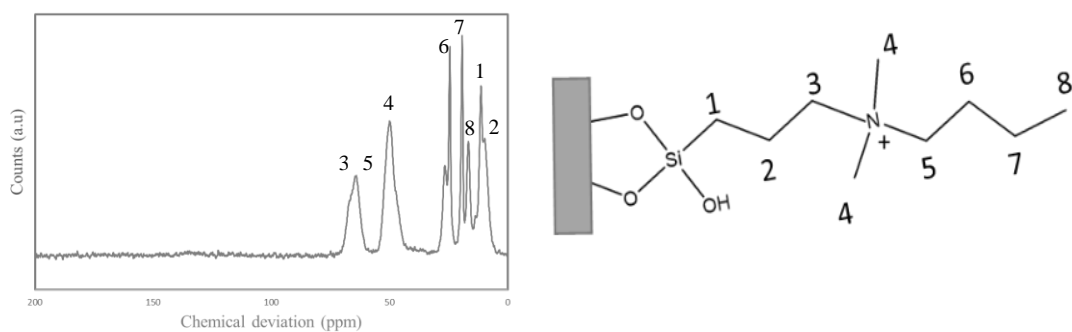 Counts (a.u)
3 5 4 6 7 8 1 2
200 150 100 50 0
Chemical deviation (ppm)
O O Si OH 1 2 3 N + 4 4 5 6 7 8